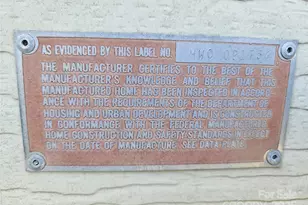 AS EVIDENCED BY THIS LABEL NO.
THE MANUFACTURER CERTIFIES TO THE BEST OF THE
MANUFACTURER'S KNOWLEDGE AND BELIEF THAT THIS
MANUFACTURED HOME HAS BEEN INSPECTED IN ACCORD-
ANCE WITH THE REQUIREMENTS OF THE DEPARTMENT OF
HOUSING AND URBAN DEVELOPMENT AND IS CONSTRUCTED
IN CONFORMANCE WITH THE FEDERAL MANUFACTURED
HOME CONSTRUCTION AND SAFETY STANDARDS IN EFFECT
ON THE DATE OF MANUFACTURE. SEE DATA PLATE.